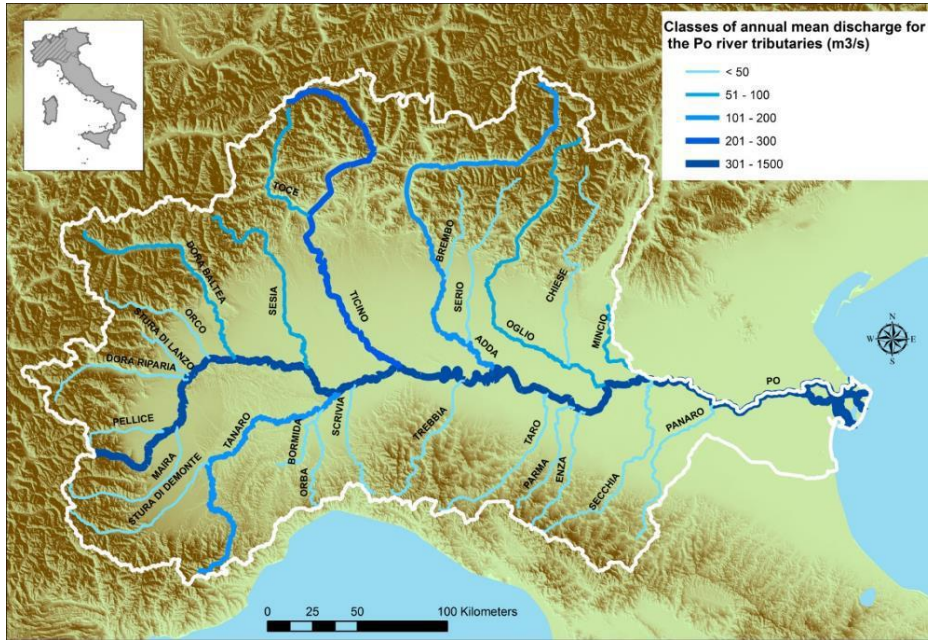 Classes of annual mean discharge for
the Po river tributaries (m3/s)
< 50
51 - 100
101 - 200
201 - 300
301 - 1500
TOCE
DORA BALTEA
SESIA
TICINO
BREMBO
SERIO
ADDA
OGLIO
CHIESE
MINCIO
ORCO
STURA DI LANZO
DORA RIPARIA
PELLICE
MAIRA
STURA DI DEMONTE
TANARO
BORMIDA
ORBA
SCRIVIA
TREBBIA
TARO
PARMA
ENZA
SECCHIA
PANARO
PO
N
W E
S
0 25 50 100 Kilometers